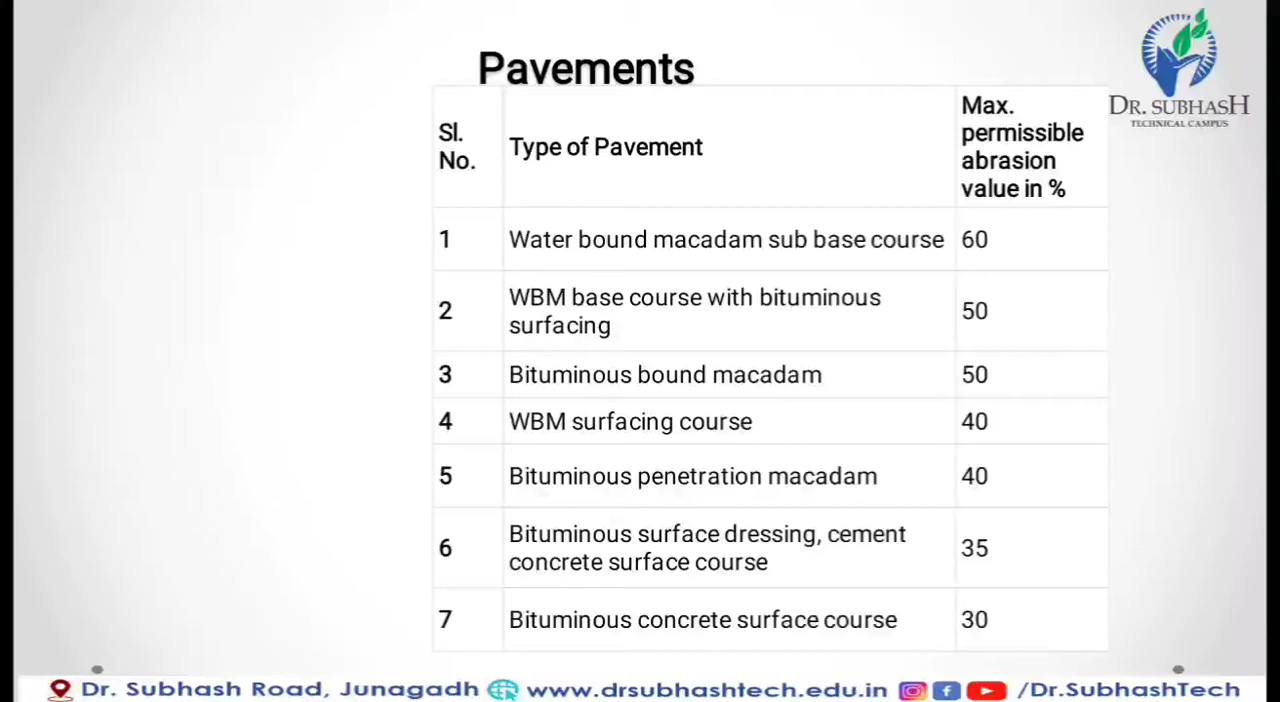 Pavements
DR. SUBHASH
TECHNICAL CAMPUS
Sl.
No.
Type of Pavement
Max.
permissible
abrasion
value in %
1 Water bound macadam sub base course 60
2 WBM base course with bituminous
surfacing 50
3 Bituminous bound macadam 50
4 WBM surfacing course 40
5 Bituminous penetration macadam 40
6 Bituminous surface dressing, cement
concrete surface course 35
7 Bituminous concrete surface course 30
Dr. Subhash Road, Junagadh www.drsubhashtech.edu.in /Dr.SubhashTech